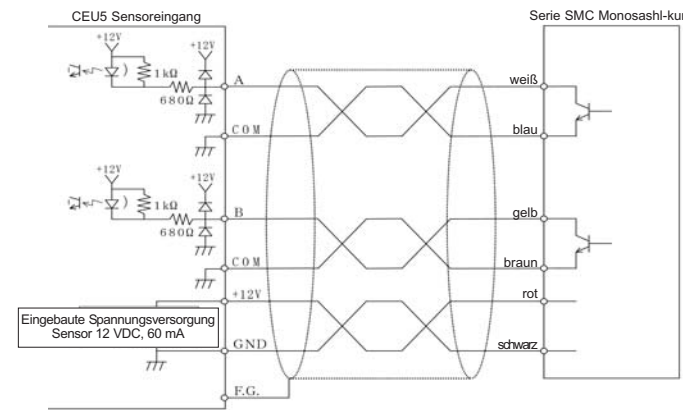 CEU5 Sensoreingang
Serie SMC Monosashl-kur
+12V
+12V
1kΩ
680Ω
A
weiß
COM
blau
+12V
+12V
1kΩ
680Ω
B
gelb
COM
braun
+12V
rot
Eingebaute Spannungsversorgung
Sensor 12 VDC, 60 mA
GND
schwarz
F.G.